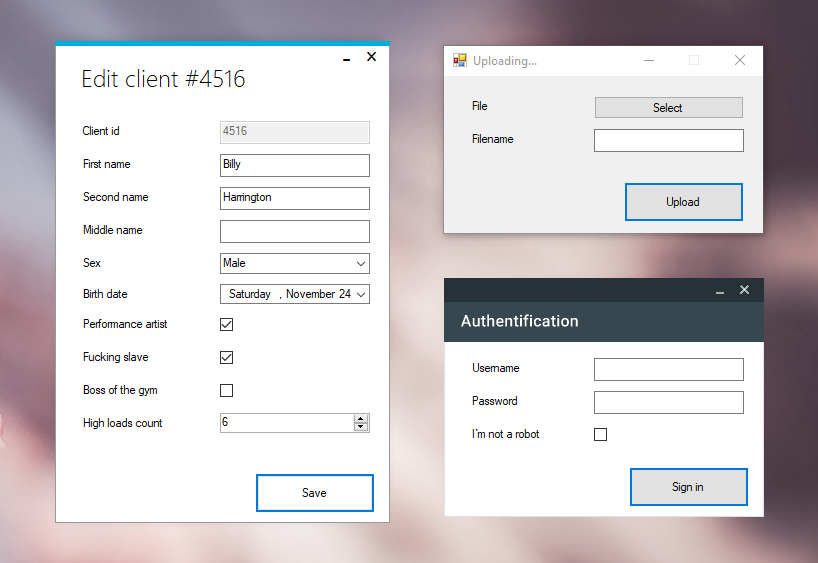 Edit client #4516
Client id 4516
First name Billy
Second name Harrington
Middle name
Sex Male
Birth date Saturday , November 24
Performance artist
Fucking slave
Boss of the gym
High loads count 6
Save
Uploading...
File Select
Filename
Upload
Authentification
Username
Password
I'm not a robot
Sign in